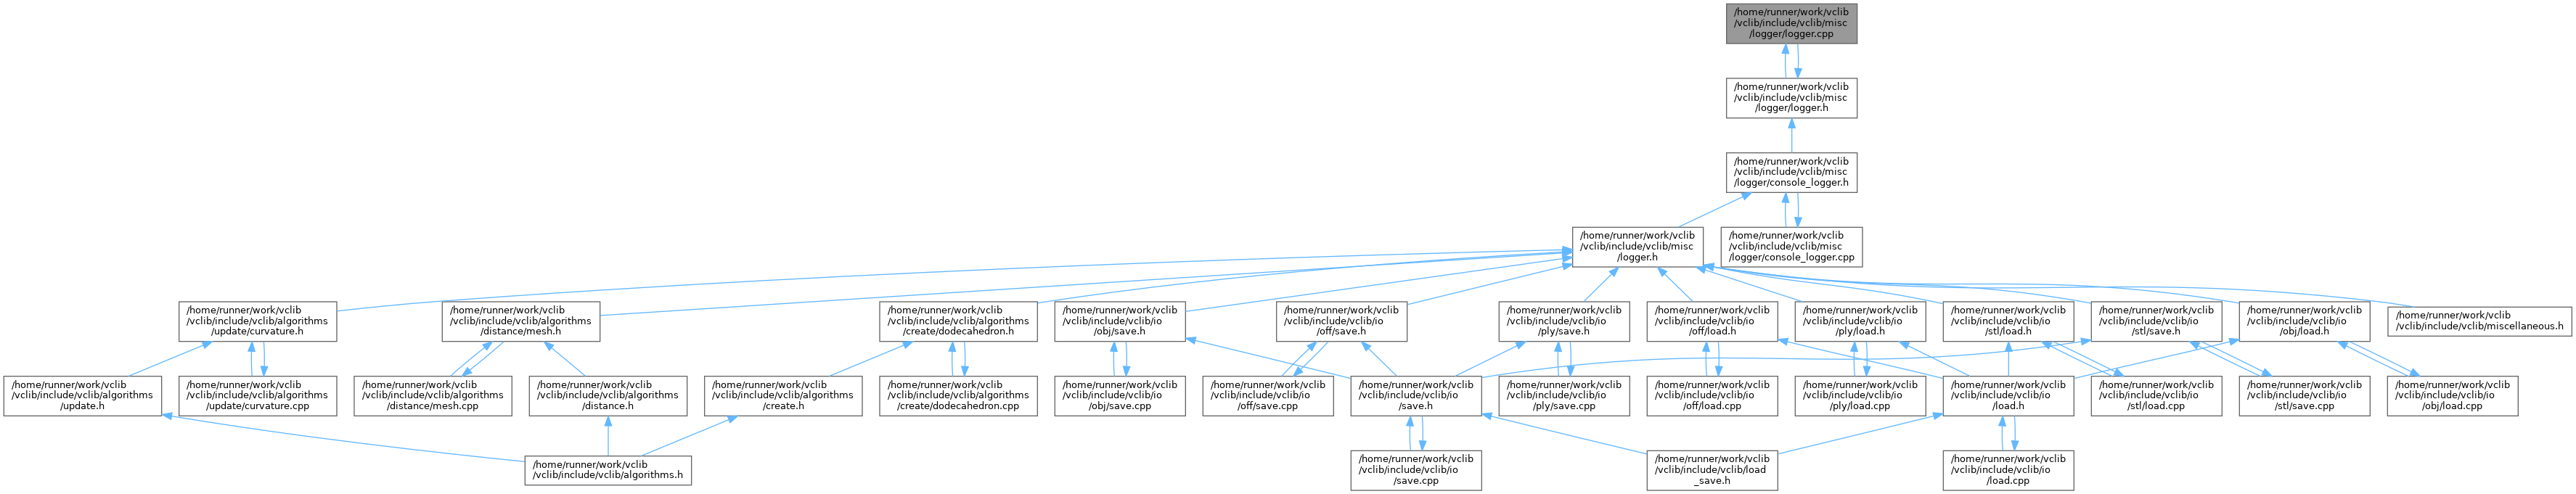 /home/runner/work/vclib
/vclib/include/vclib/misc
/logger/logger.cpp
/home/runner/work/vclib
/vclib/include/vclib/misc
/logger/logger.h
/home/runner/work/vclib
/vclib/include/vclib/misc
/logger/console_logger.h
/home/runner/work/vclib
/vclib/include/vclib/misc
/logger.h
/home/runner/work/vclib
/vclib/include/vclib/misc
/logger/console_logger.cpp
/home/runner/work/vclib
/vclib/include/vclib/algorithms
/update/curvature.h
/home/runner/work/vclib
/vclib/include/vclib/algorithms
/distance/mesh.h
/home/runner/work/vclib
/vclib/include/vclib/algorithms
/create/dodecahedron.h
/home/runner/work/vclib
/vclib/include/vclib/io
/obj/save.h
/home/runner/work/vclib
/vclib/include/vclib/io
/off/save.h
/home/runner/work/vclib
/vclib/include/vclib/io
/ply/save.h
/home/runner/work/vclib
/vclib/include/vclib/io
/off/load.h
/home/runner/work/vclib
/vclib/include/vclib/io
/ply/load.h
/home/runner/work/vclib
/vclib/include/vclib/io
/stl/load.h
/home/runner/work/vclib
/vclib/include/vclib/io
/stl/save.h
/home/runner/work/vclib
/vclib/include/vclib/io
/obj/load.h
/home/runner/work/vclib
/vclib/include/vclib/miscellaneous.h
/home/runner/work/vclib
/vclib/include/vclib/algorithms
/update.h
/home/runner/work/vclib
/vclib/include/vclib/algorithms
/update/curvature.cpp
/home/runner/work/vclib
/vclib/include/vclib/algorithms
/distance/mesh.cpp
/home/runner/work/vclib
/vclib/include/vclib/algorithms
/distance.h
/home/runner/work/vclib
/vclib/include/vclib/algorithms
/create.h
/home/runner/work/vclib
/vclib/include/vclib/algorithms
/create/dodecahedron.cpp
/home/runner/work/vclib
/vclib/include/vclib/io
/obj/save.cpp
/home/runner/work/vclib
/vclib/include/vclib/io
/off/save.cpp
/home/runner/work/vclib
/vclib/include/vclib/io
/save.h
/home/runner/work/vclib
/vclib/include/vclib/io
/ply/save.cpp
/home/runner/work/vclib
/vclib/include/vclib/io
/off/load.cpp
/home/runner/work/vclib
/vclib/include/vclib/io
/ply/load.cpp
/home/runner/work/vclib
/vclib/include/vclib/io
/load.h
/home/runner/work/vclib
/vclib/include/vclib/io
/stl/load.cpp
/home/runner/work/vclib
/vclib/include/vclib/io
/stl/save.cpp
/home/runner/work/vclib
/vclib/include/vclib/io
/obj/load.cpp
/home/runner/work/vclib
/vclib/include/vclib/algorithms.h
/home/runner/work/vclib
/vclib/include/vclib/io
/save.cpp
/home/runner/work/vclib
/vclib/include/vclib/load
_save.h
/home/runner/work/vclib
/vclib/include/vclib/io
/load.cpp